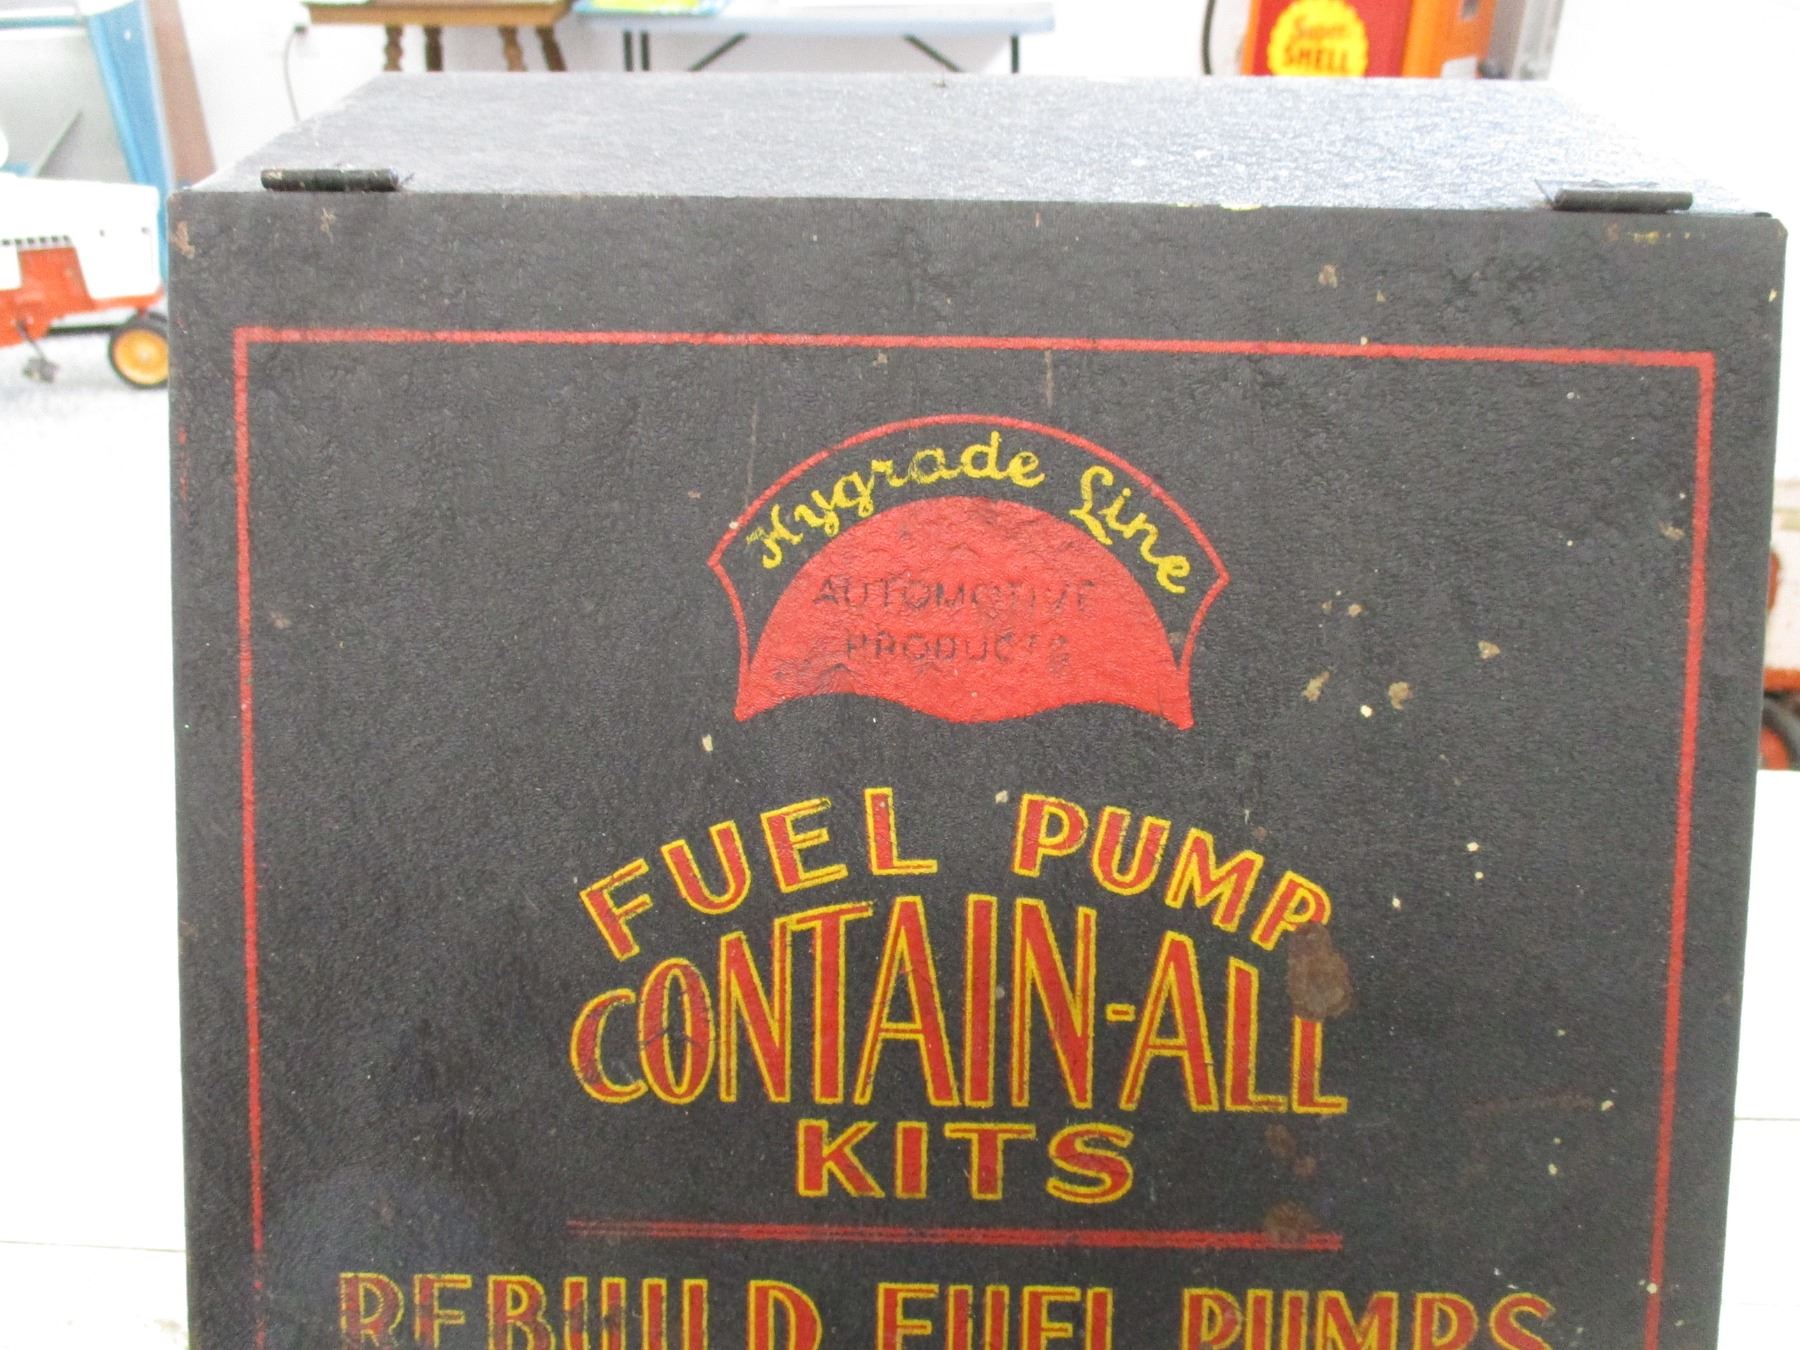 Super
SHELL
Hygrade Line
AUTOMOTIVE
PRODUCTS
FUEL PUMP
CONTAIN-ALL
KITS
REBUILD FUEL PUMPS